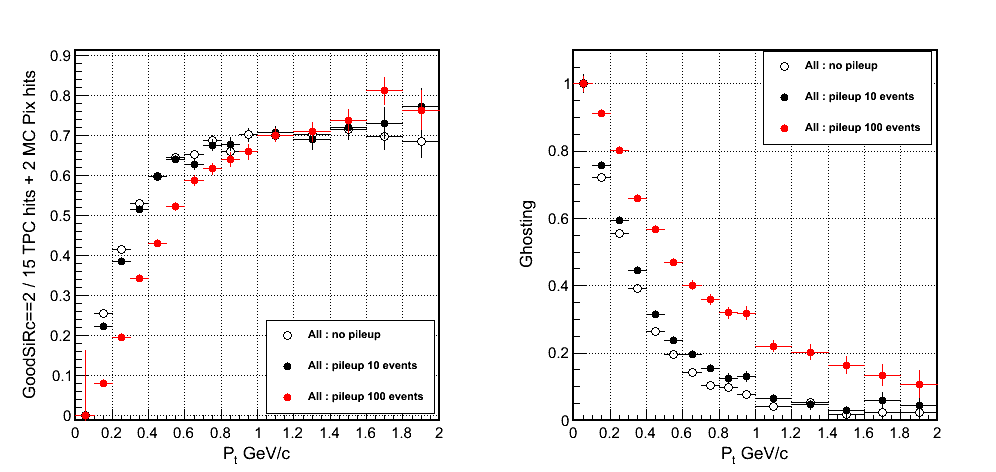 GoodSiRc==2 / 15 TPC hits + 2 MC Pix hits
0.9
0.8
0.7
0.6
0.5
0.4
0.3
0.2
0.1
0
All : no pileup
All : pileup 10 events
All : pileup 100 events
0 0.2 0.4 0.6 0.8 1 1.2 1.4 1.6 1.8 2
Pt GeV/c
Ghosting
1
0.8
0.6
0.4
0.2
0
All : no pileup
All : pileup 10 events
All : pileup 100 events
0 0.2 0.4 0.6 0.8 1 1.2 1.4 1.6 1.8 2
Pt GeV/c